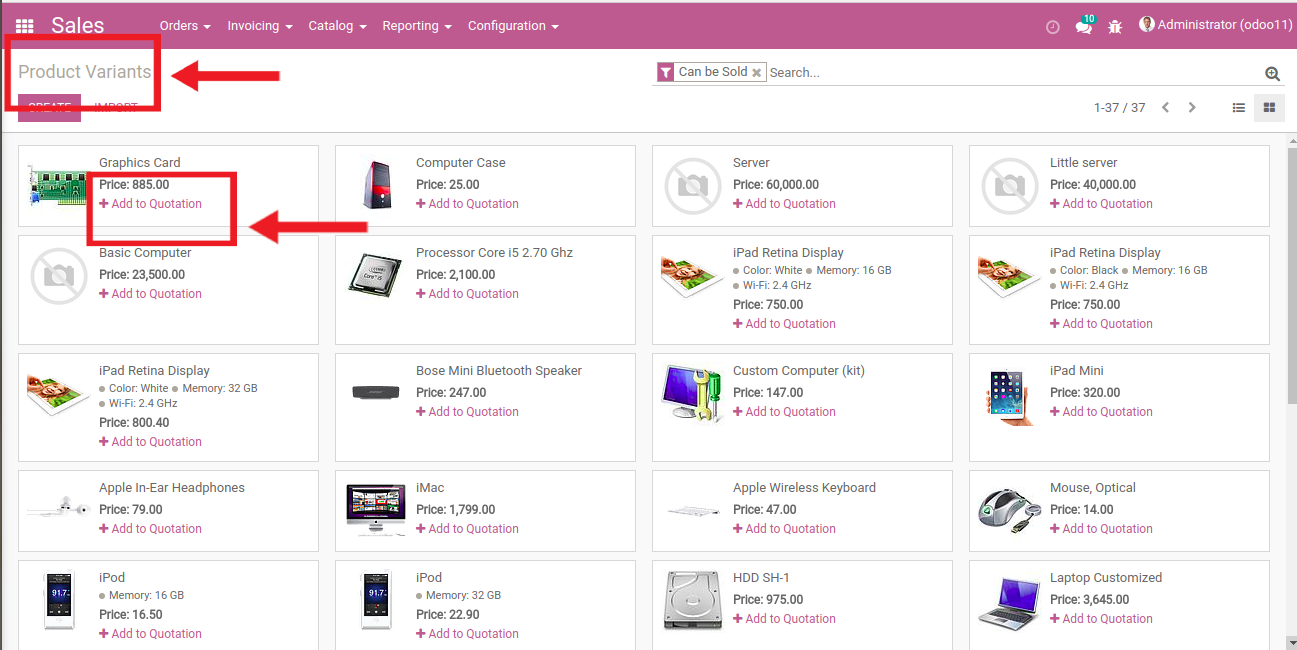 Sales
Orders Invoicing Catalog Reporting Configuration
10
Administrator (odoo11)
Product Variants
Can be Sold Search...
CREATE IMPORT
1-37 / 37
Graphics Card
Price: 885.00
Add to Quotation
Computer Case
Price: 25.00
Add to Quotation
Server
Price: 60,000.00
Add to Quotation
Little server
Price: 40,000.00
Add to Quotation
Basic Computer
Price: 23,500.00
Add to Quotation
Processor Core i5 2.70 Ghz
Price: 2,100.00
Add to Quotation
iPad Retina Display
Color: White Memory: 16 GB
Wi-Fi: 2.4 GHz
Price: 750.00
Add to Quotation
iPad Retina Display
Color: Black Memory: 16 GB
Wi-Fi: 2.4 GHz
Price: 750.00
Add to Quotation
iPad Retina Display
Color: White Memory: 32 GB
Wi-Fi: 2.4 GHz
Price: 800.40
Add to Quotation
Bose Mini Bluetooth Speaker
Price: 247.00
Add to Quotation
Custom Computer (kit)
Price: 147.00
Add to Quotation
iPad Mini
Price: 320.00
Add to Quotation
Apple In-Ear Headphones
Price: 79.00
Add to Quotation
iMac
Price: 1,799.00
Add to Quotation
Apple Wireless Keyboard
Price: 47.00
Add to Quotation
Mouse, Optical
Price: 14.00
Add to Quotation
91.7
iPod
Memory: 16 GB
Price: 16.50
Add to Quotation
91.7
iPod
Memory: 32 GB
Price: 22.90
Add to Quotation
HDD SH-1
Price: 975.00
Add to Quotation
Laptop Customized
Price: 3,645.00
Add to Quotation